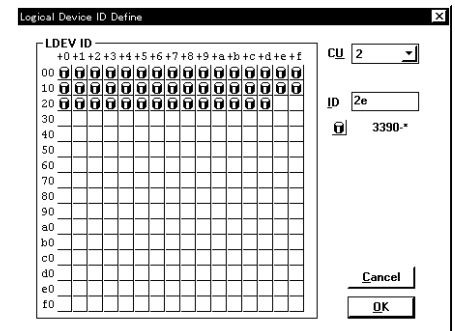 Logical Device ID Define
LDEV ID
+0 +1 +2 +3 +4 +5 +6 +7 +8 +9 +a +b +c +d +e +f
00
10
20
30
40
50
60
70
80
90
a0
b0
c0
d0
e0
f0
CU 2
ID 2e
3390-*
Cancel
OK